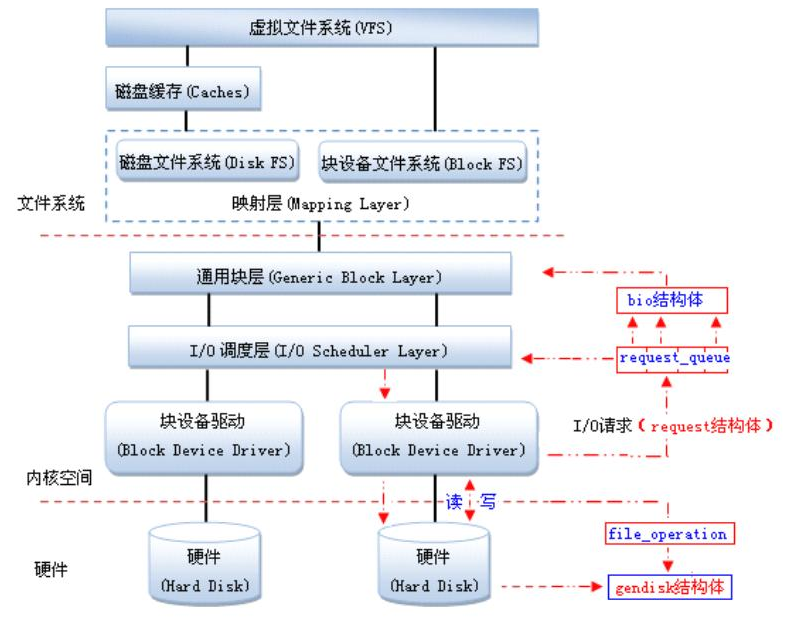 虚拟文件系统(VFS)
磁盘缓存(Caches)
磁盘文件系统(Disk FS)
块设备文件系统(Block FS)
文件系统
映射层(Mapping Layer)
通用块层(Generic Block Layer)
bio结构体
I/O 调度层(I/O Scheduler Layer)
request_queue
块设备驱动
(Block Device Driver)
块设备驱动
(Block Device Driver)
I/O请求(request结构体)
内核空间
读 写
file_operation
硬件
硬件
(Hard Disk)
硬件
(Hard Disk)
gendisk结构体